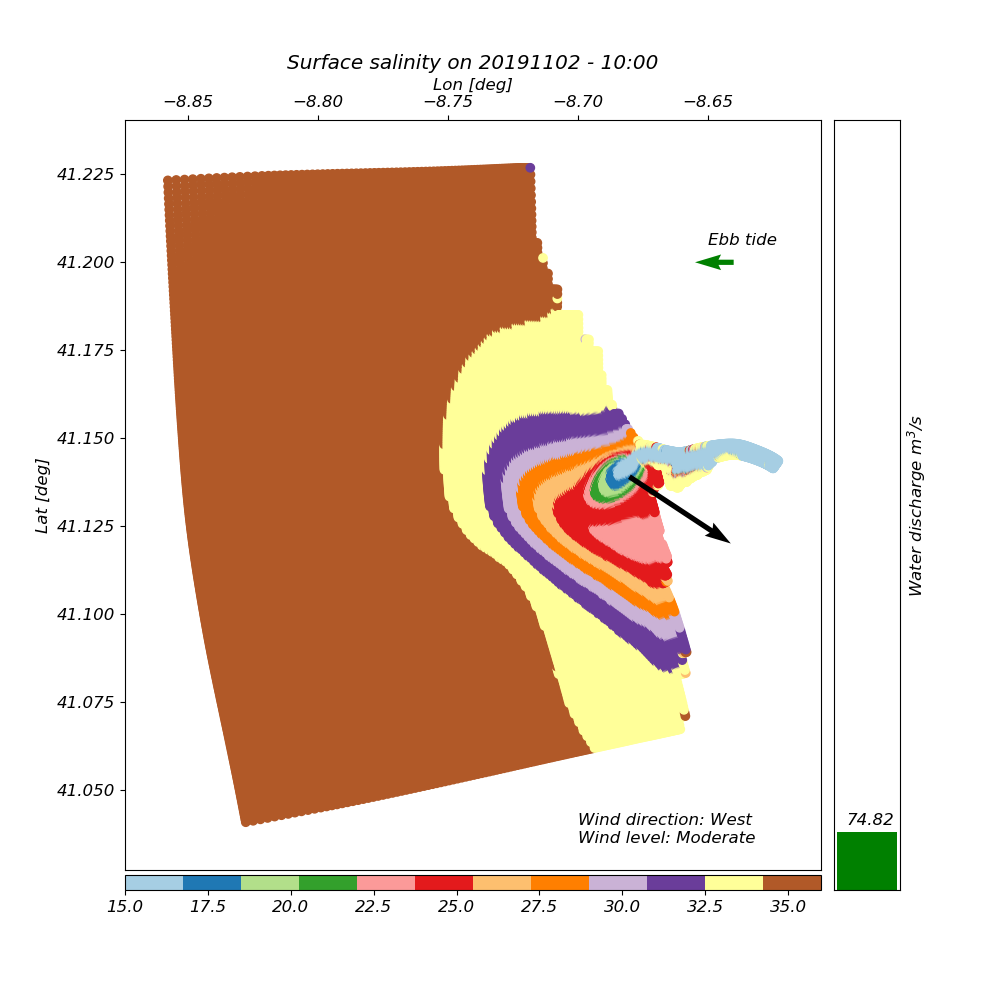 Surface salinity on 20191102 - 10:00
Lon [deg]
−8.85 −8.80 −8.75 −8.70 −8.65
41.225
Ebb tide
41.200
41.175
41.150
41.125
41.100
41.075
41.050
Lat [deg]
Water discharge m³/s
Wind direction: West
Wind level: Moderate
74.82
15.0 17.5 20.0 22.5 25.0 27.5 30.0 32.5 35.0